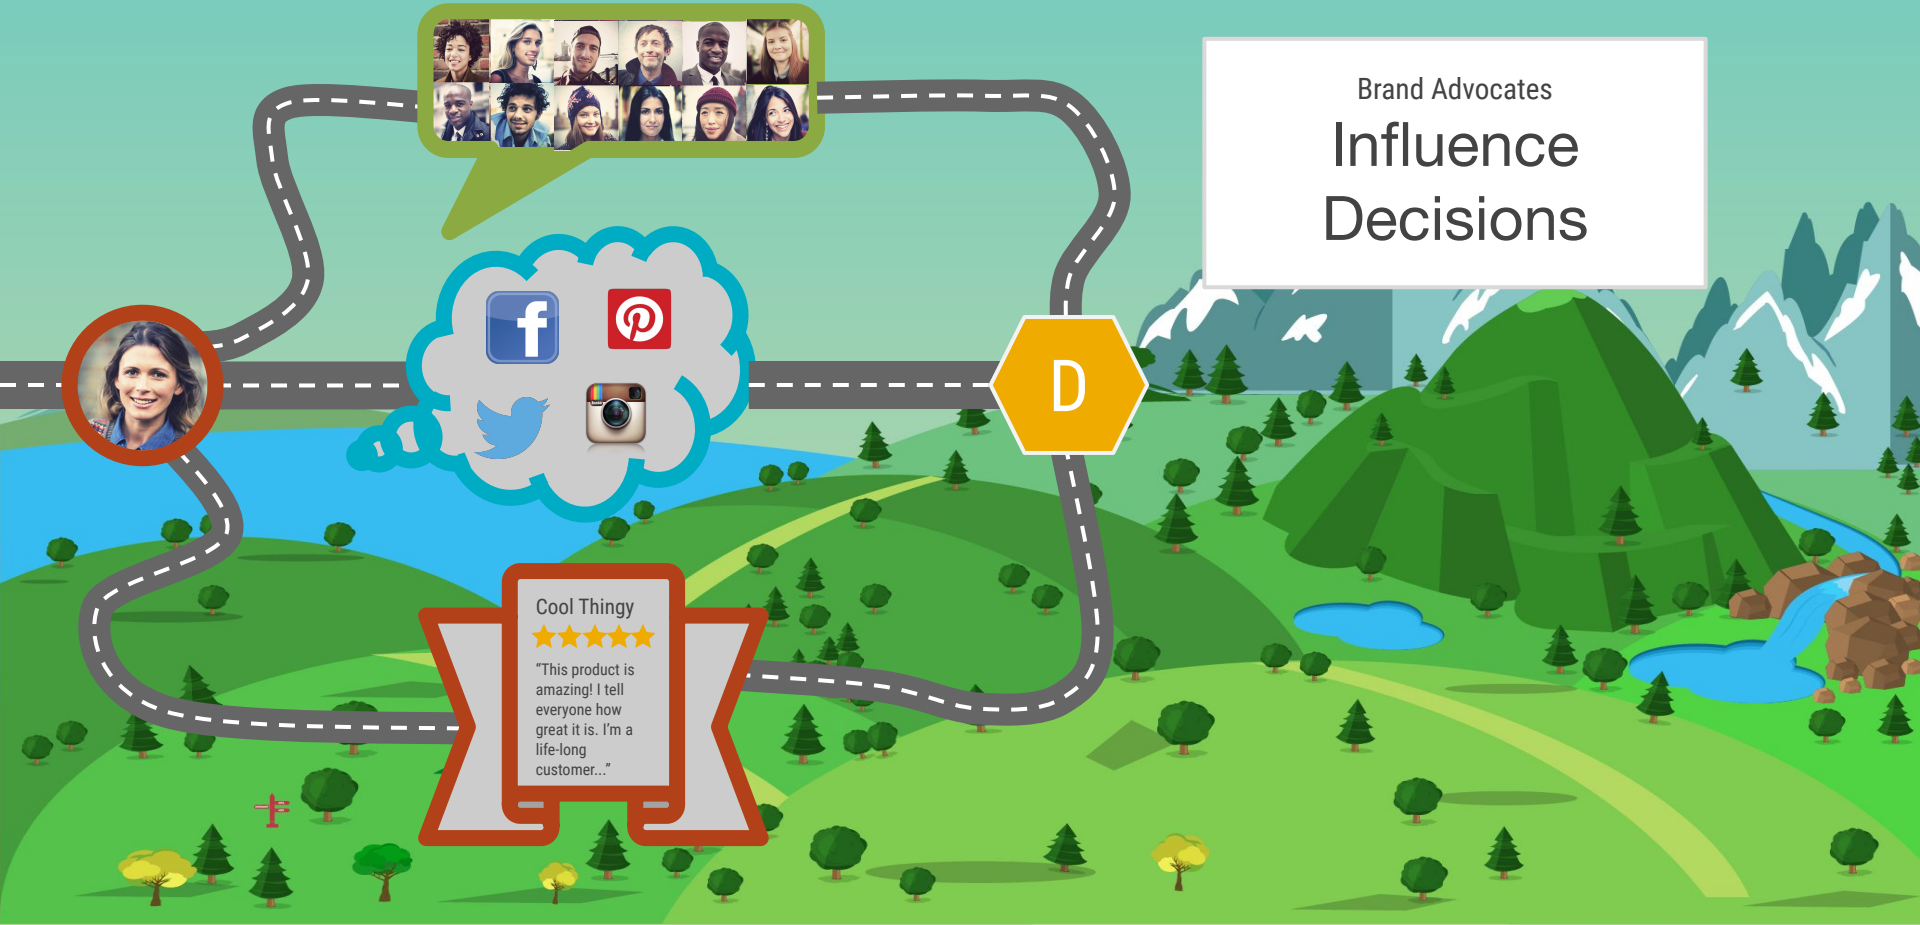 Brand Advocates
Influence
Decisions
f
D
Cool Thingy
“This product is
amazing! I tell
everyone how
great it is. I’m a
life-long
customer...”